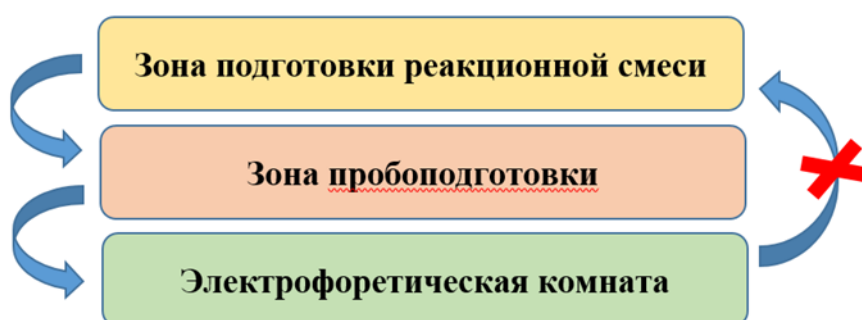 Зона подготовки реакционной смеси
Зона пробоподготовки
Электрофоретическая комната